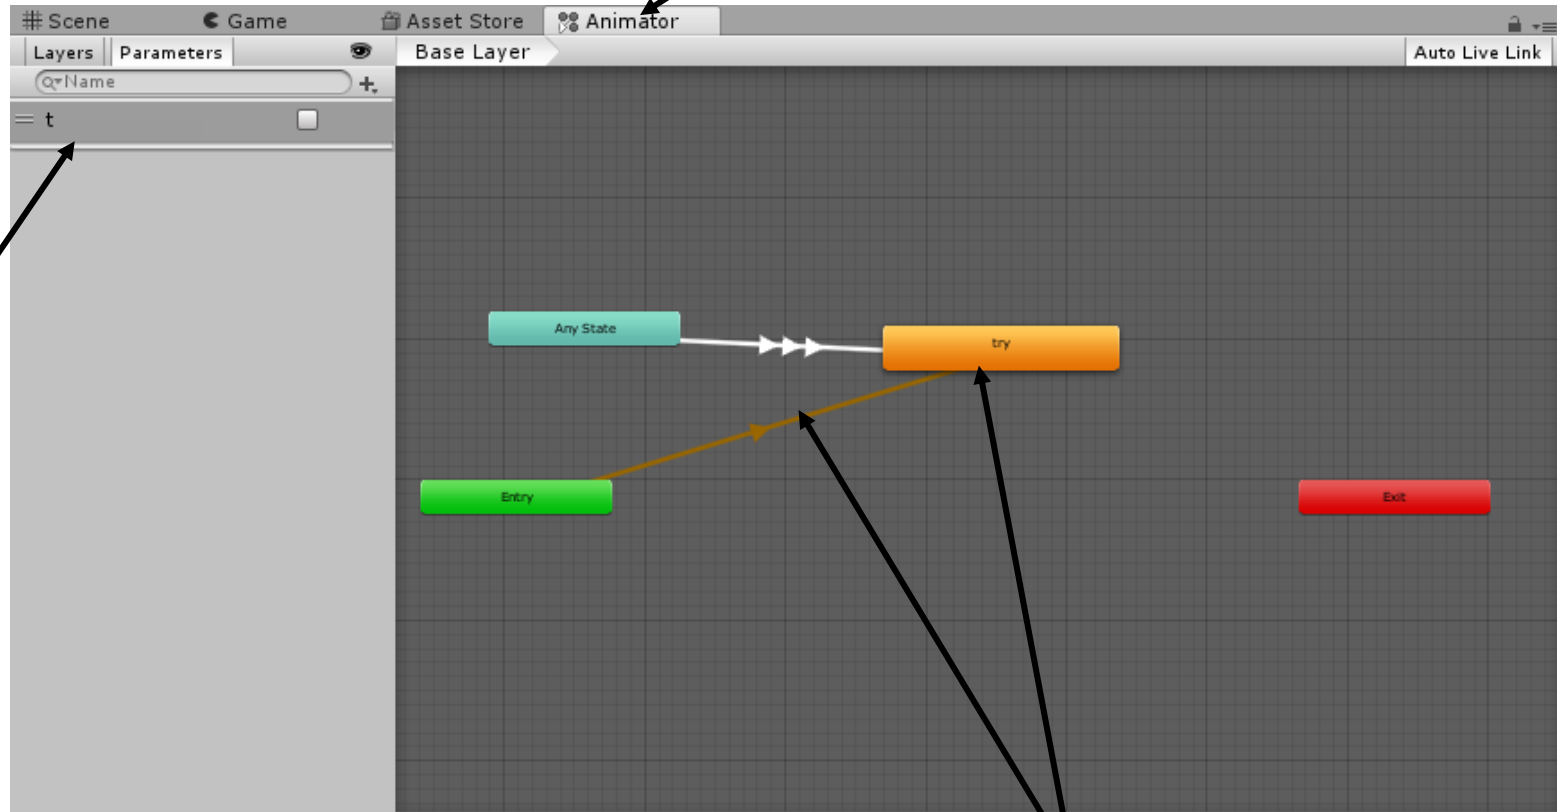 Scene Game Asset Store Animator
Layers Parameters Base Layer Auto Live Link
Name
t
Any State
try
Entry
Exit